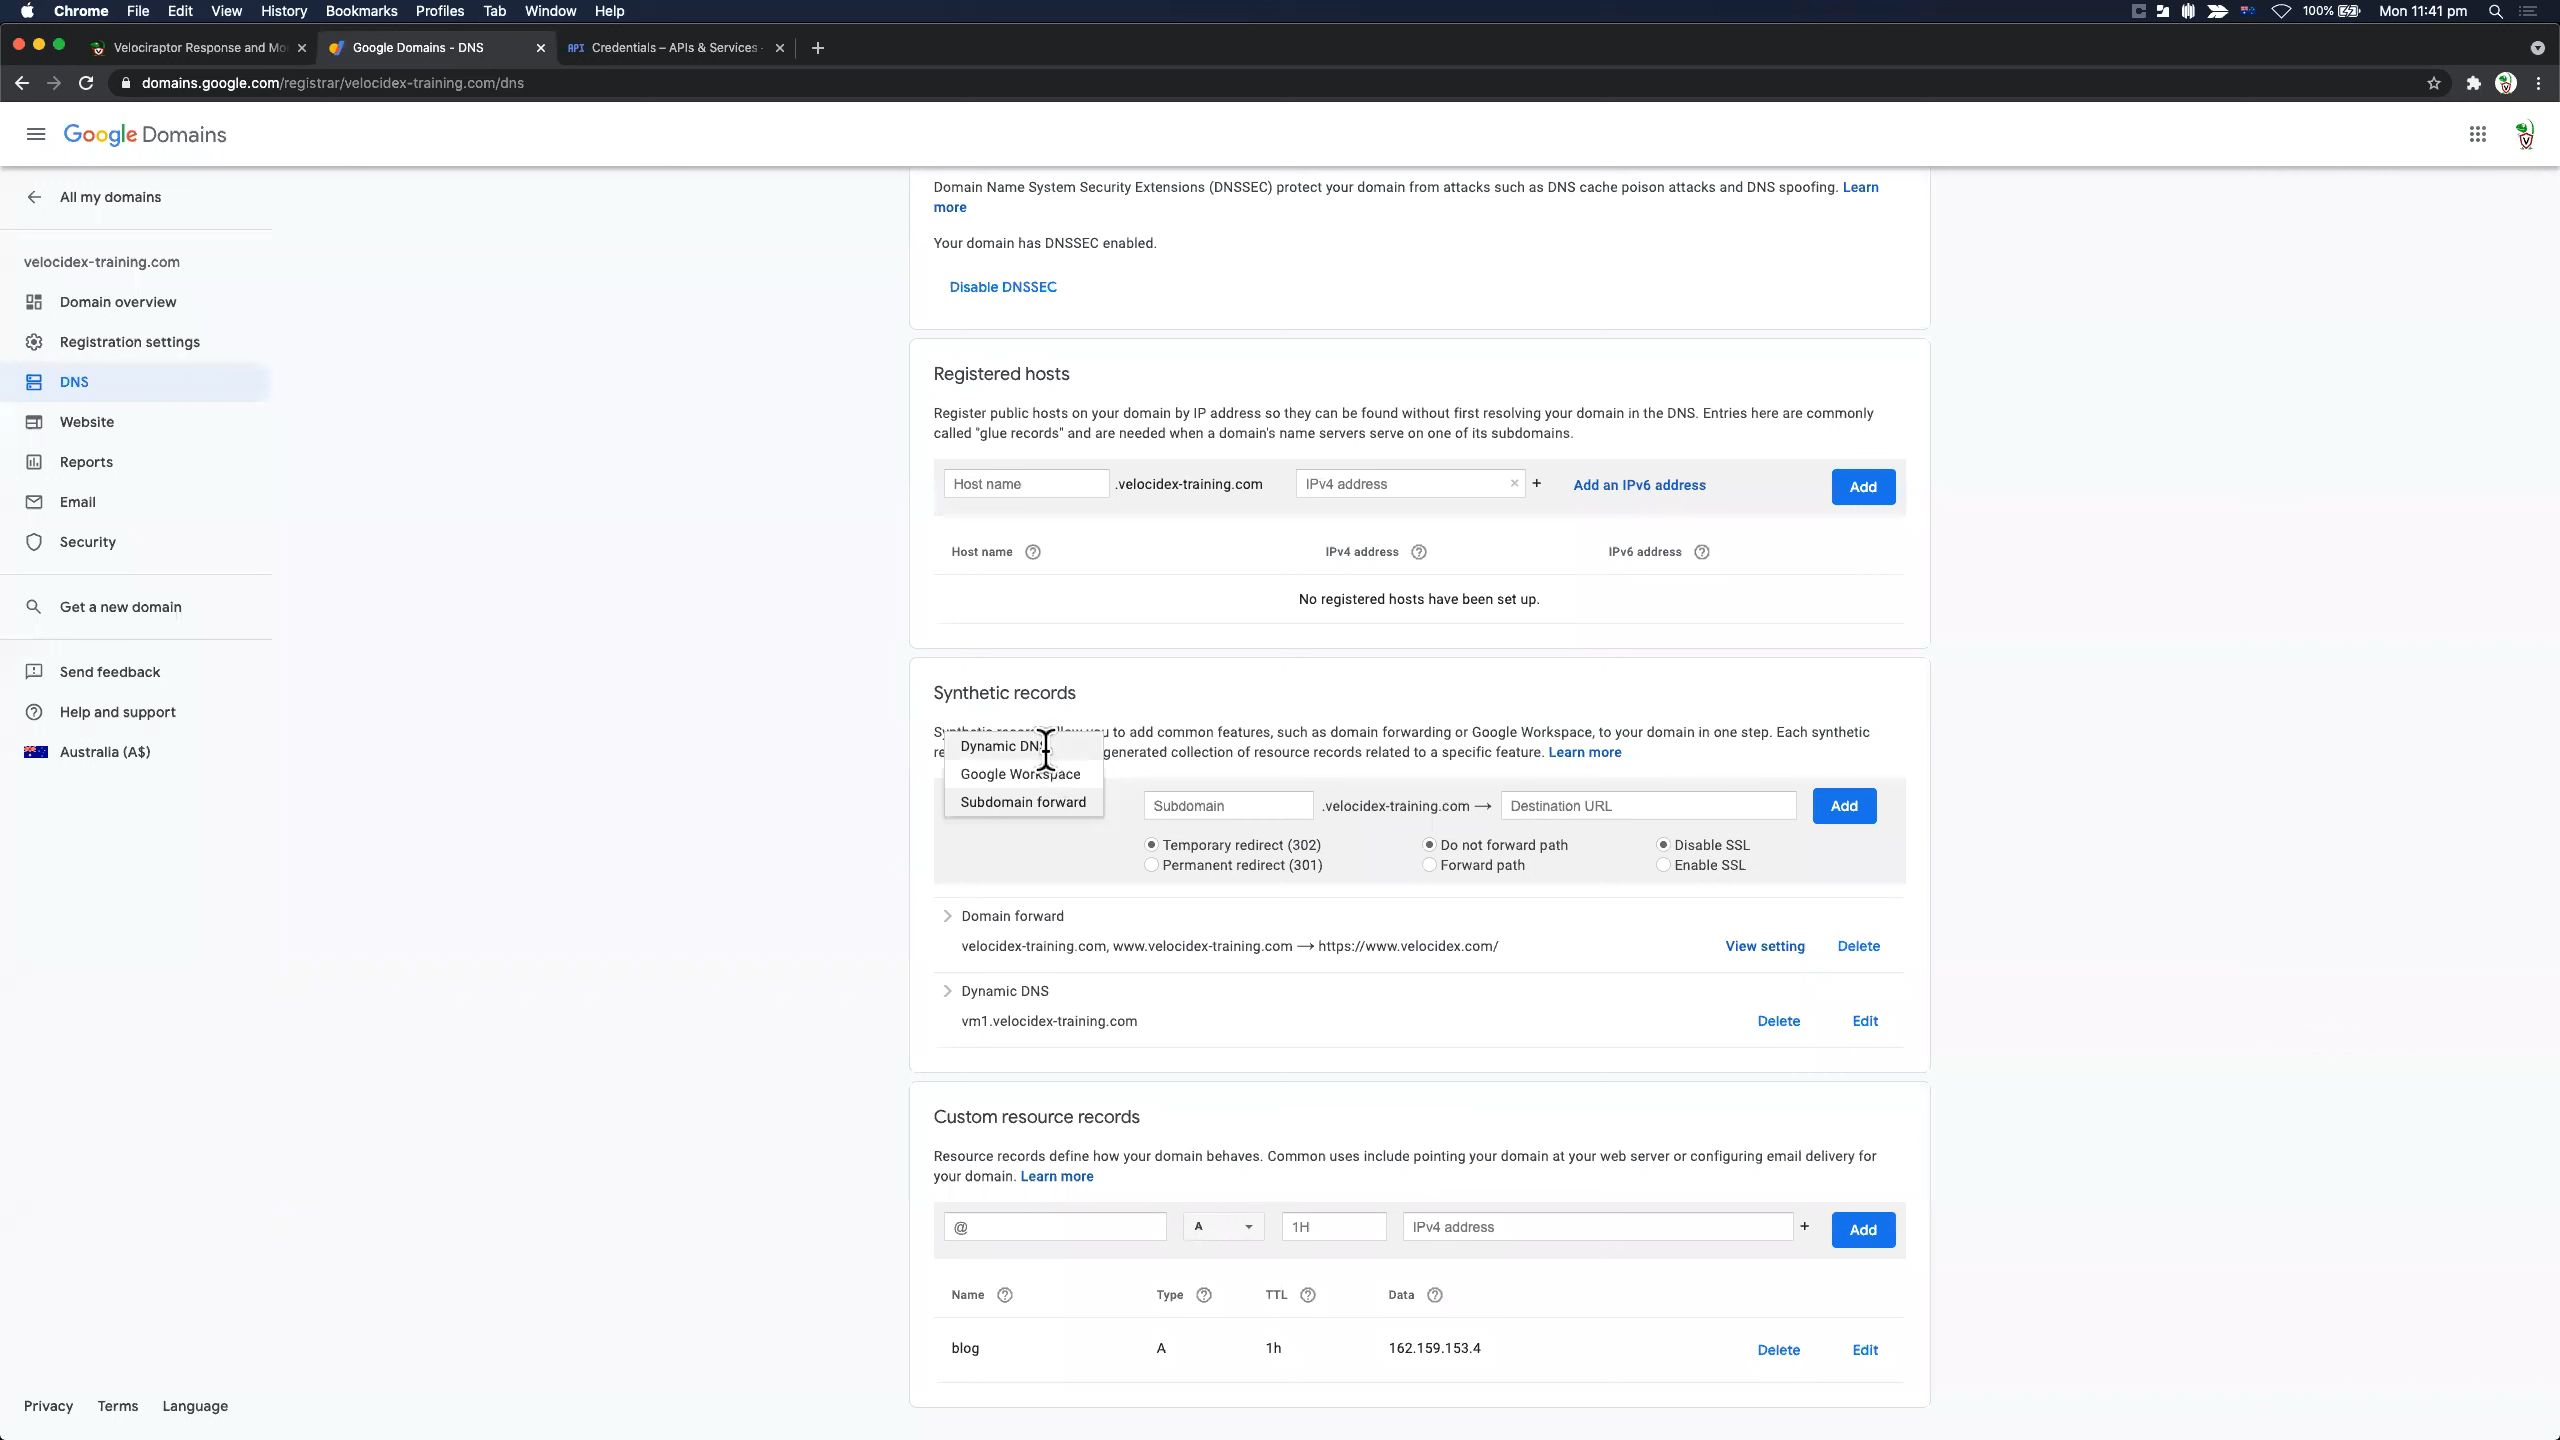 Chrome File Edit View History Bookmarks Profiles Tab Window Help
100% Mon 11:41 pm
Velociraptor Response and Mo
Google Domains - DNS
API Credentials – APIs & Services
domains.google.com/registrar/velocidex-training.com/dns
Google Domains
All my domains
velocidex-training.com
Domain overview
Registration settings
DNS
Website
Reports
Email
Security
Get a new domain
Send feedback
Help and support
Australia (A$)
Privacy Terms Language
Domain Name System Security Extensions (DNSSEC) protect your domain from attacks such as DNS cache poison attacks and DNS spoofing. Learn
more
Your domain has DNSSEC enabled.
Disable DNSSEC
Registered hosts
Register public hosts on your domain by IP address so they can be found without first resolving your domain in the DNS. Entries here are commonly
called "glue records" and are needed when a domain's name servers serve on one of its subdomains.
Host name .velocidex-training.com IPv4 address + Add an IPv6 address Add
Host name IPv4 address IPv6 address
No registered hosts have been set up.
Synthetic records
to add common features, such as domain forwarding or Google Workspace, to your domain in one step. Each synthetic
generated collection of resource records related to a specific feature. Learn more
Dynamic DNS
Google Workspace
Subdomain forward
Subdomain .velocidex-training.com → Destination URL Add
Temporary redirect (302) Do not forward path Disable SSL
Permanent redirect (301) Forward path Enable SSL
Domain forward
velocidex-training.com, www.velocidex-training.com → https://www.velocidex.com/ View setting Delete
Dynamic DNS
vm1.velocidex-training.com Delete Edit
Custom resource records
Resource records define how your domain behaves. Common uses include pointing your domain at your web server or configuring email delivery for
your domain. Learn more
@ A 1H IPv4 address + Add
Name Type TTL Data
blog A 1h 162.159.153.4 Delete Edit